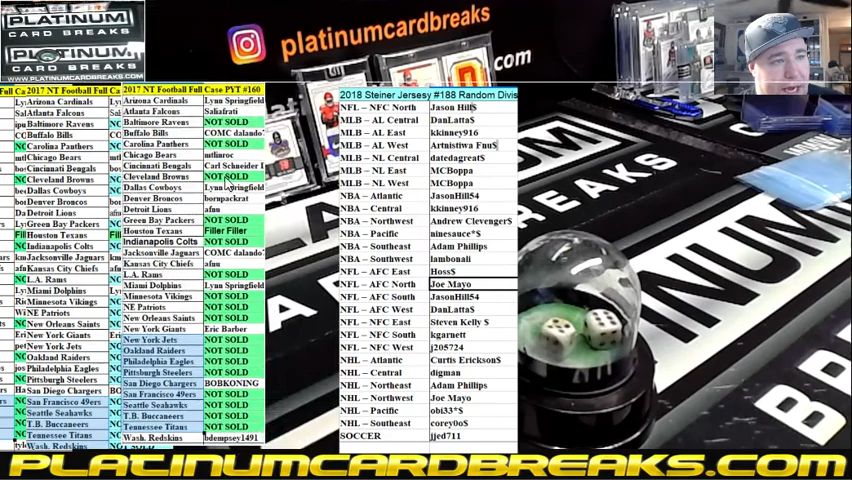 PLATINUM
CARD BREAKS
PLATINUM
CARD BREAKS
WWW.PLATINUMCARDBREAKS.COM
platinumcardbreaks
.com
2017 NT Football Full Case PYT #160
Arizona Cardinals Lynn Springfield
Atlanta Falcons Saliafrati
Baltimore Ravens NOT SOLD
Buffalo Bills COMC dalando
Carolina Panthers NOT SOLD
Chicago Bears mtlnroc
Cincinnati Bengals Carl Schneider I
Cleveland Browns NOT SOLD
Dallas Cowboys Lynn Springfield
Denver Broncos bornpackrat
Detroit Lions afnu
Green Bay Packers NOT SOLD
Houston Texans Filler Filler
Indianapolis Colts NOT SOLD
Jacksonville Jaguars COMC dalando
Kansas City Chiefs afnu
L.A. Rams NOT SOLD
Miami Dolphins Lynn Springfield
Minnesota Vikings NOT SOLD
NE Patriots NOT SOLD
New Orleans Saints NOT SOLD
New York Giants Eric Barber
New York Jets NOT SOLD
Oakland Raiders NOT SOLD
Philadelphia Eagles NOT SOLD
Pittsburgh Steelers NOT SOLD
San Diego Chargers BOBKONING
San Francisco 49ers NOT SOLD
Seattle Seahawks NOT SOLD
T.B. Buccaneers NOT SOLD
Tennessee Titans NOT SOLD
Wash. Redskins bdempsey1491
2018 Steiner Jersesy #188 Random Divis
NFL – NFC North Jason Hill$
MLB – AL Central DanLatta$
MLB – AL East kkinney916
MLB – AL West Artnistiwa Fnu$
MLB – NL Central datedagreat$
MLB – NL East MCBoppa
MLB – NL West MCBoppa
NBA – Atlantic JasonHill54
NBA – Central kkinney916
NBA – Northwest Andrew Clevenger$
NBA – Pacific ninesauce*$
NBA – Southeast Adam Phillips
NBA – Southwest lambonali
NFL – AFC East Hoss$
NFL – AFC North Joe Mayo
NFL – AFC South JasonHill54
NFL – AFC West DanLatta$
NFL – NFC East Steven Kelly $
NFL – NFC South kgarnett
NFL – NFC West j205724
NHL – Atlantic Curtis Erickson$
NHL – Central digman
NHL – Northeast Adam Phillips
NHL – Northwest Joe Mayo
NHL – Pacific obi33*$
NHL – Southeast corey0o$
SOCCER jjed711
PLATINUMCARDBREAKS.COM